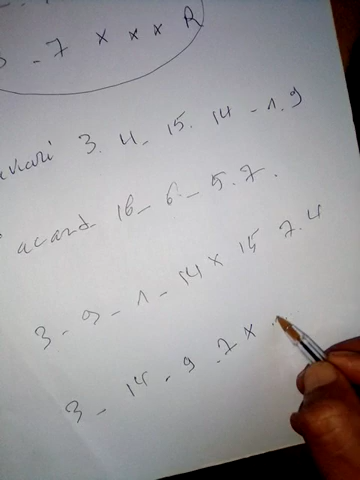 - 7 × × × R
3. 4 - 15. 14 - 1. 9
16 - 6 - 5. 7.
3 - 9 - 1 - 14 × 15 7. 4
3 - 14 - 9 . 7 ×